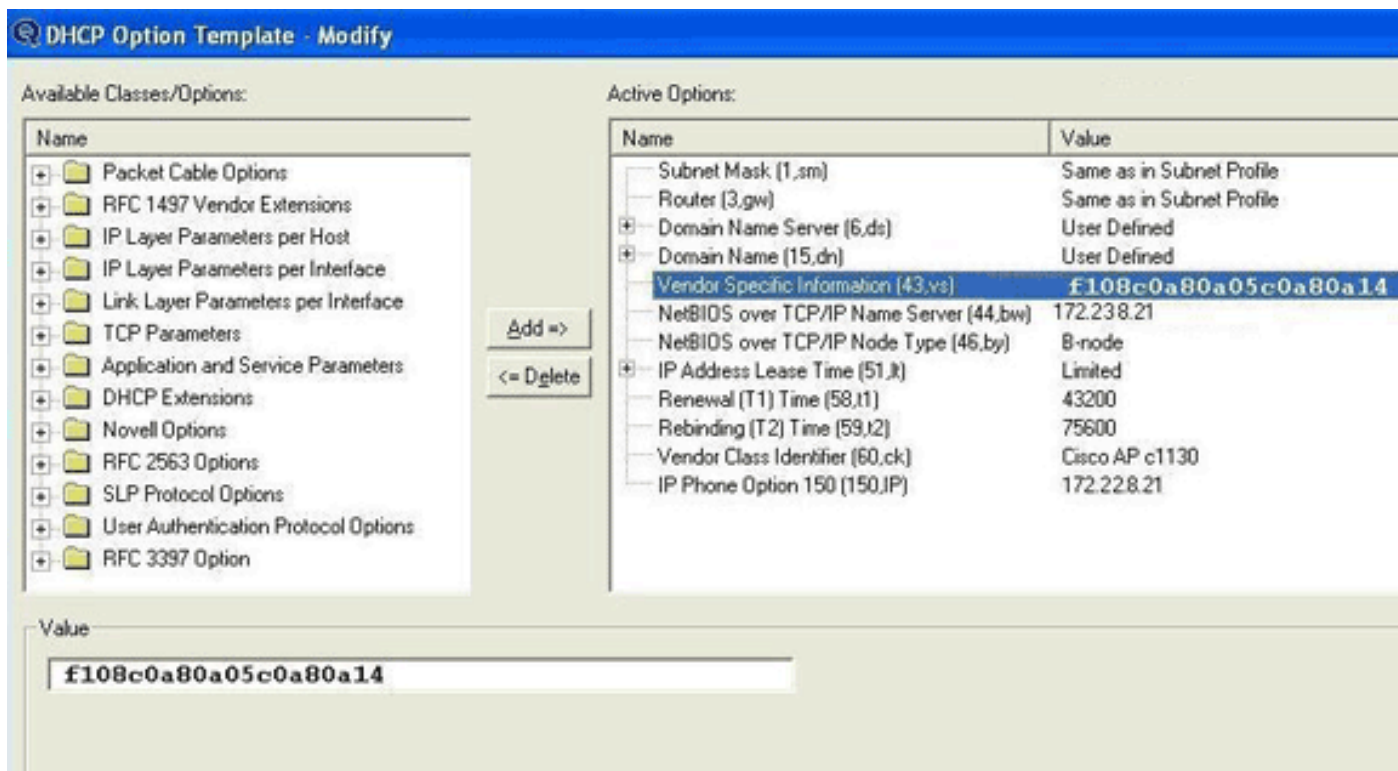 DHCP Option Template - Modify
Available Classes/Options:
Name
Packet Cable Options
RFC 1497 Vendor Extensions
IP Layer Parameters per Host
IP Layer Parameters per Interface
Link Layer Parameters per Interface
TCP Parameters
Application and Service Parameters
DHCP Extensions
Novell Options
RFC 2563 Options
SLP Protocol Options
User Authentication Protocol Options
RFC 3397 Option
Add =>
<= Delete
Active Options:
Name Value
Subnet Mask (1,sm) Same as in Subnet Profile
Router (3,gw) Same as in Subnet Profile
Domain Name Server (6,ds) User Defined
Domain Name (15,dn) User Defined
Vendor Specific Information (43,vs) f108c0a80a05c0a80a14
NetBIOS over TCP/IP Name Server (44,bw) 172.238.21
NetBIOS over TCP/IP Node Type (46,by) B-node
IP Address Lease Time (51,lt) Limited
Renewal (T1) Time (58,t1) 43200
Rebinding (T2) Time (59,t2) 75600
Vendor Class Identifier (60,ck) Cisco AP c1130
IP Phone Option 150 (150,IP) 172.22.8.21
Value
f108c0a80a05c0a80a14